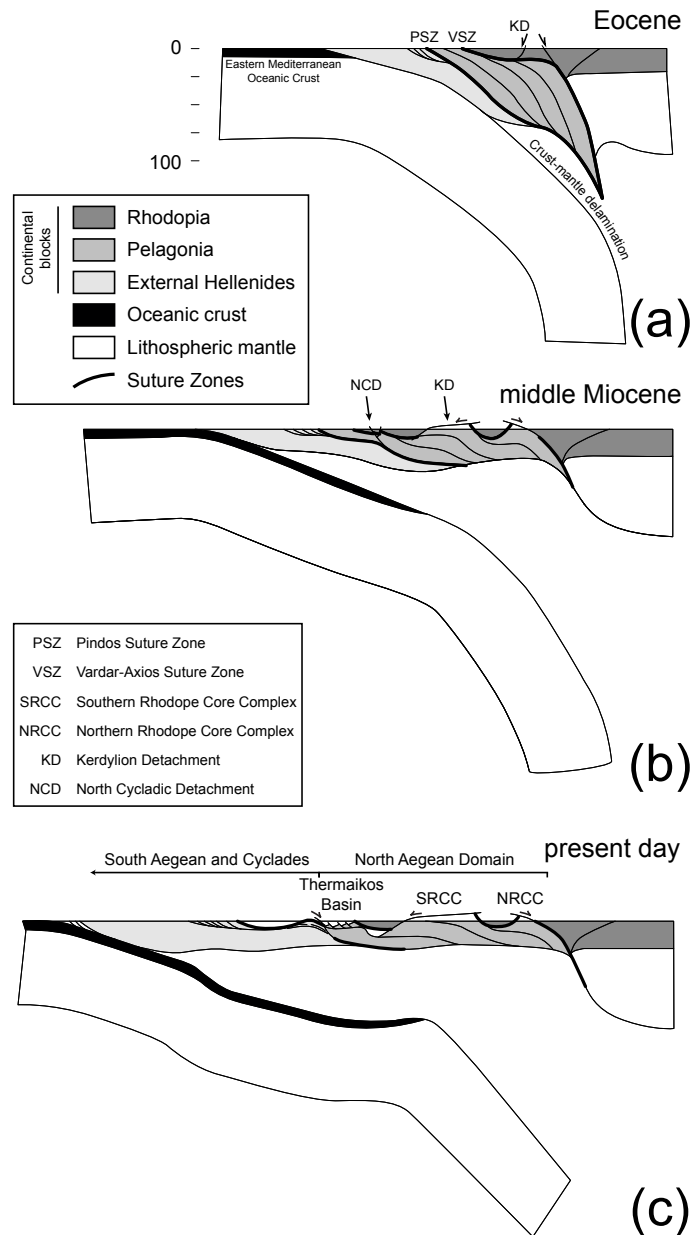 Eocene
PSZ VSZ KD
0
Eastern Mediterranean
Oceanic Crust
100
Crust-mantle delamination
(a)
Continental
blocks
Rhodopia
Pelagonia
External Hellenides
Oceanic crust
Lithospheric mantle
Suture Zones
middle Miocene
NCD KD
(b)
PSZ Pindos Suture Zone
VSZ Vardar-Axios Suture Zone
SRCC Southern Rhodope Core Complex
NRCC Northern Rhodope Core Complex
KD Kerdylion Detachment
NCD North Cycladic Detachment
present day
South Aegean and Cyclades North Aegean Domain
Thermaikos
Basin
SRCC NRCC
(c)